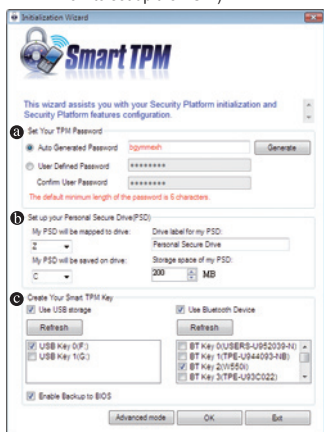 Initialization Wizard
Smart TPM
This wizard assists you with your Security Platform initialization and
Security Platform features configuration.
a Set Your TPM Password
Auto Generated Password
Generate
User Defined Password ********
Confirm User Password ********
The default minimum length of the password is 6 characters.
b Set up your Personal Secure Drive(PSD)
My PSD will be mapped to drive: Drive label for my PSD:
Z Personal Secure Drive
My PSD will be saved on drive: Storage space of my PSD:
C 200 MB
c Create Your Smart TPM Key
Use USB storage Use Bluetooth Device
Refresh Refresh
USB Key 0(F:) BT Key 0(USERS-U952039-N)
USB Key 1(G:) BT Key 1(TPE-U944093-NB)
BT Key 2(W550i)
BT Key 3(TPE-U93C022)
Enable Backup to BIOS
Advanced mode OK Exit